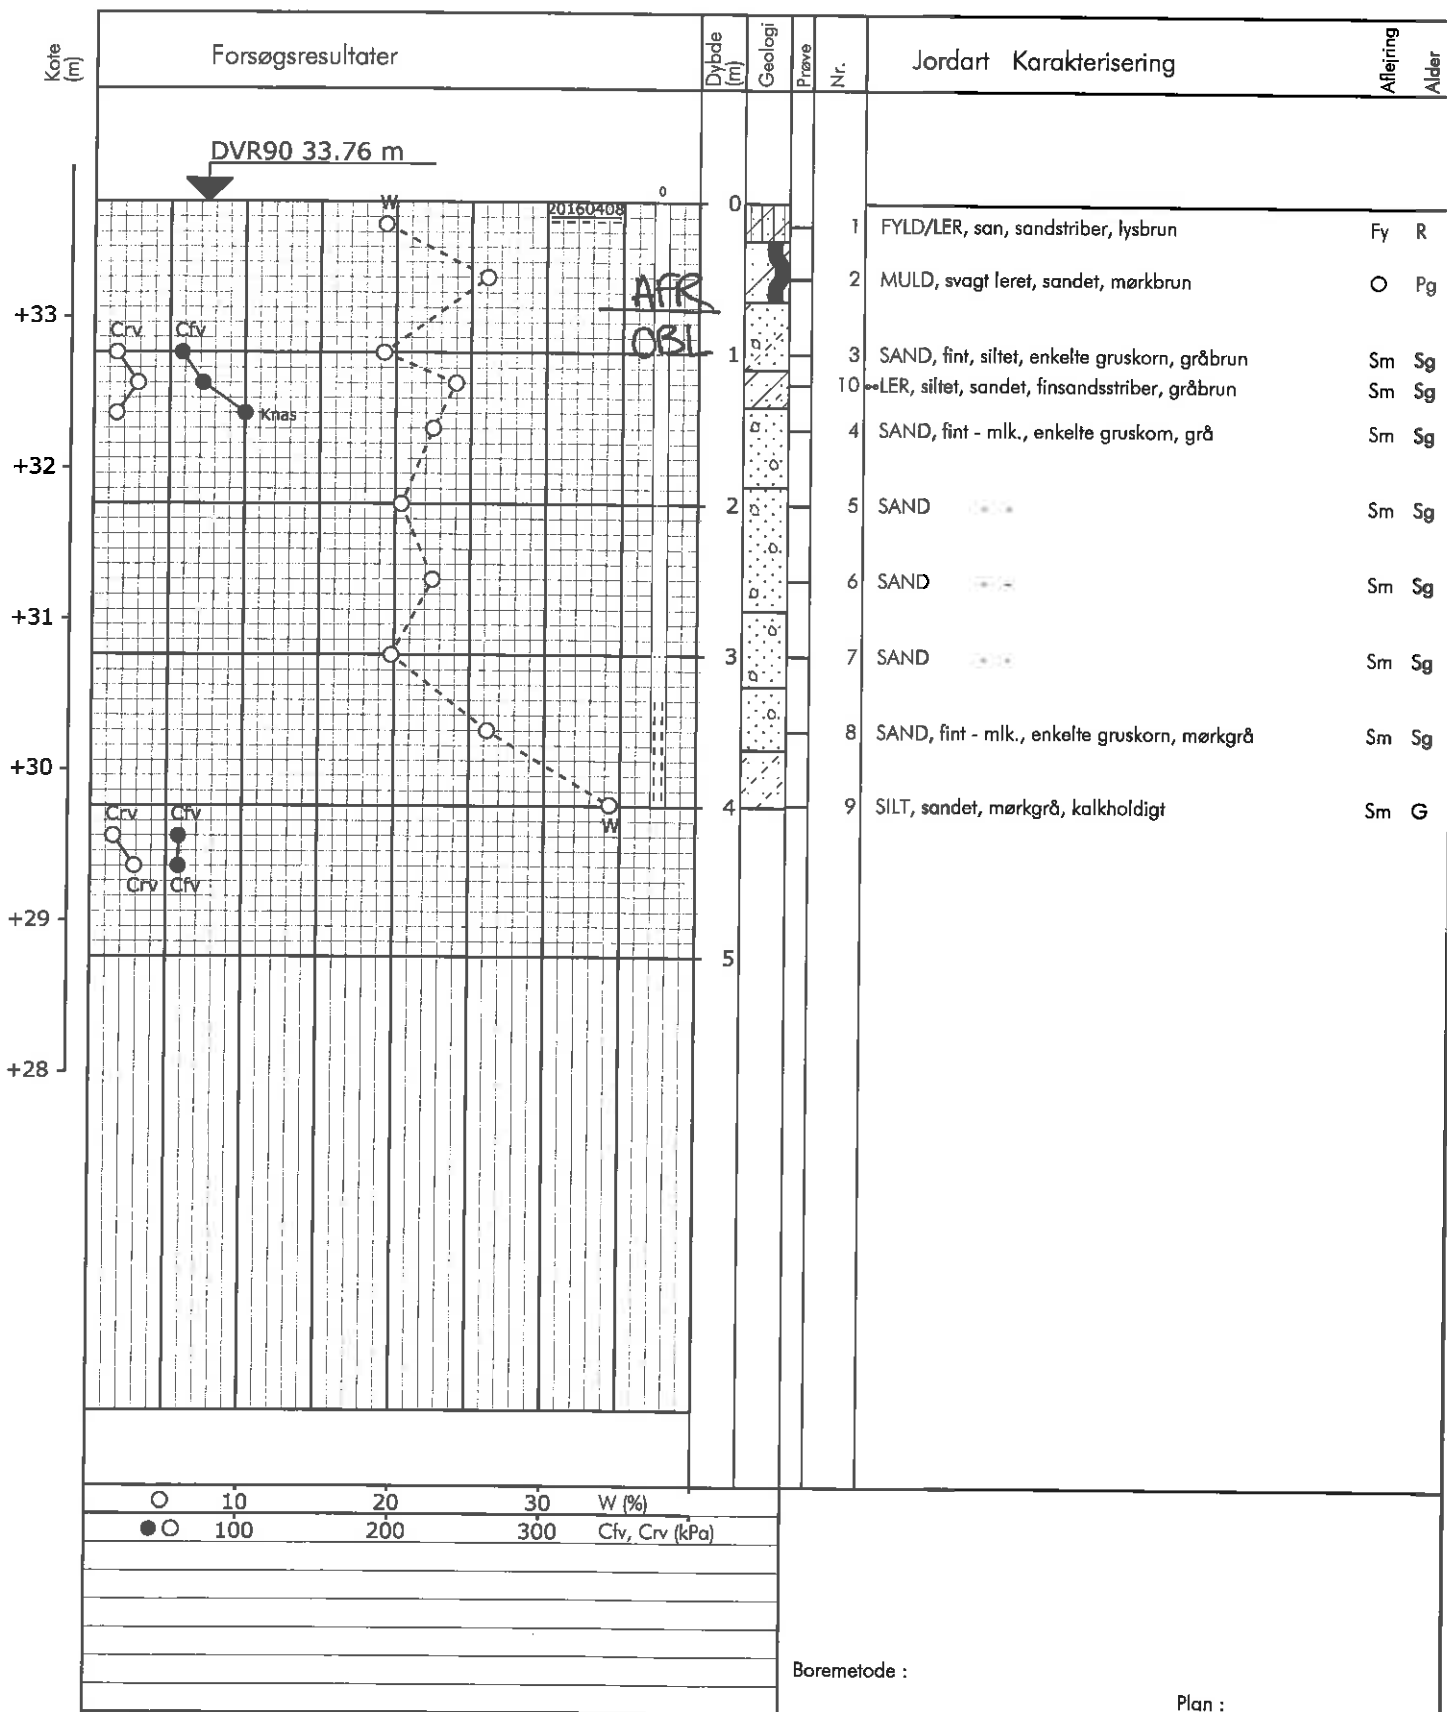 Kote (m)
Forsøgsresultater
Dybde (m)
Geologi
Prøve
Nr.
Jordart Karakterisering
Aflejring
Alder
DVR90 33.76 m
W
20160408
0
0
1 FYLD/LER, san, sandstriber, lysbrun Fy R
AFR
2 MULD, svagt leret, sandet, mørkbrun O Pg
+33
OBL
Crv Cfv
1
3 SAND, fint, siltet, enkelte gruskorn, gråbrun Sm Sg
10 LER, siltet, sandet, finsandsstriber, gråbrun Sm Sg
Knas
4 SAND, fint - mlk., enkelte gruskorn, grå Sm Sg
+32
2
5 SAND Sm Sg
6 SAND Sm Sg
+31
3
7 SAND Sm Sg
8 SAND, fint - mlk., enkelte gruskorn, mørkgrå Sm Sg
+30
Crv Cfv
4
W
9 SILT, sandet, mørkgrå, kalkholdigt Sm G
Crv Cfv
+29
5
+28
10 20 30 W (%)
100 200 300 Cfv, Crv (kPa)
Boremetode :
Plan :